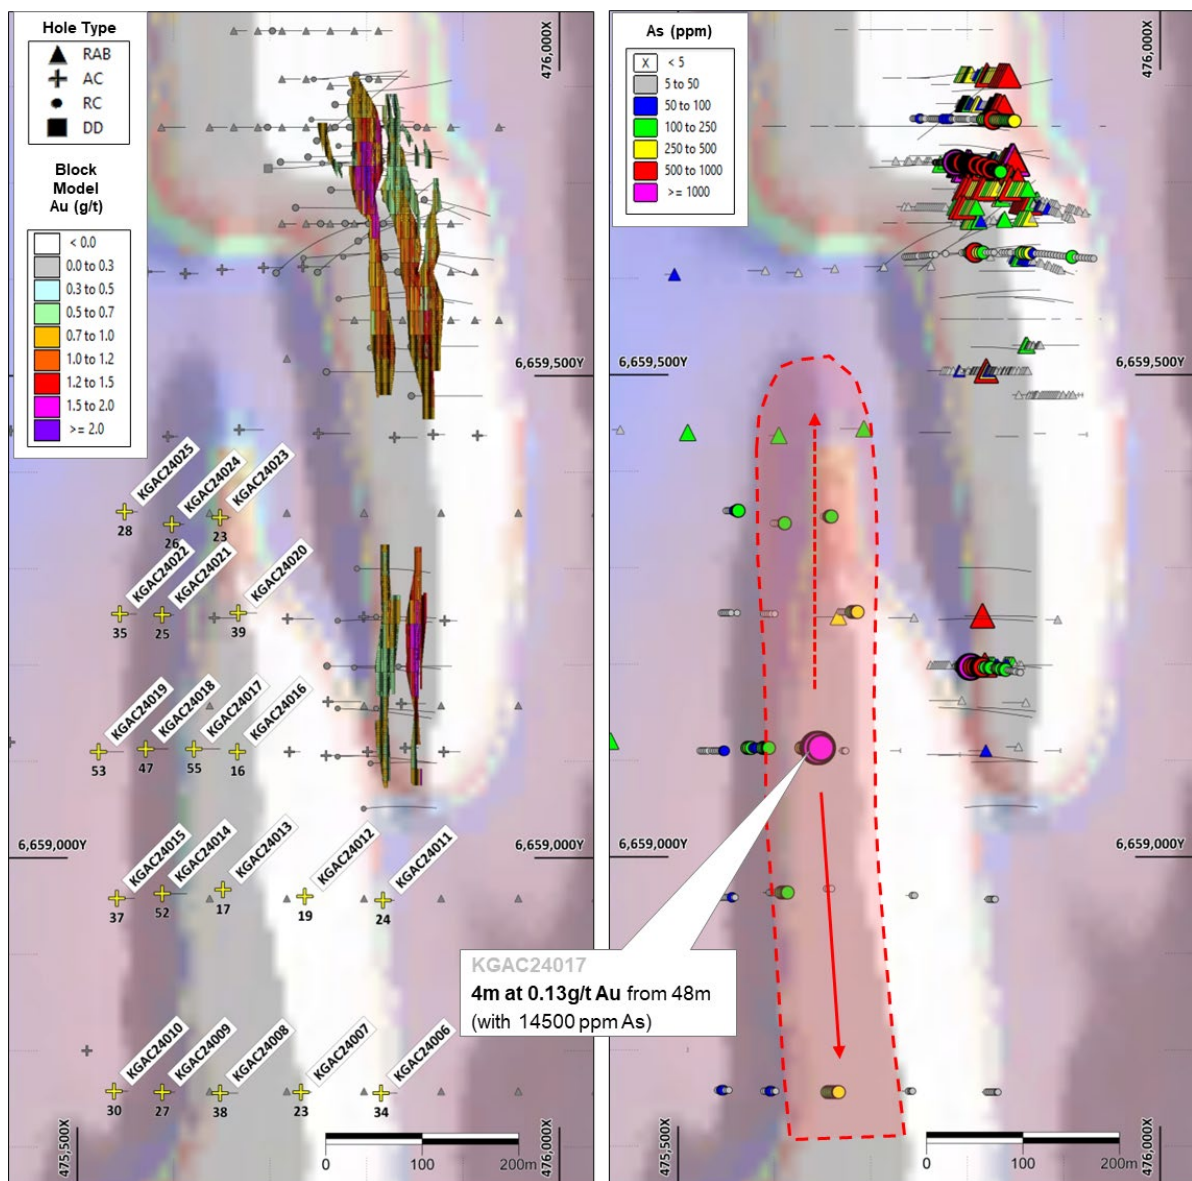 Hole Type
RAB
AC
RC
DD
Block
Model
Au (g/t)
< 0.0
0.0 to 0.3
0.3 to 0.5
0.5 to 0.7
0.7 to 1.0
1.0 to 1.2
1.2 to 1.5
1.5 to 2.0
>= 2.0
476,000X
6,659,500Y
KGAC24025
KGAC24024
KGAC24023
28
26
23
KGAC24022
KGAC24021
KGAC24020
35
25
39
KGAC24019
KGAC24018
KGAC24017
KGAC24016
53
47
55
16
6,659,000Y
6,659,000Y
KGAC24015
KGAC24014
KGAC24013
KGAC24012
KGAC24011
37
52
17
19
24
KGAC24010
KGAC24009
KGAC24008
KGAC24007
KGAC24006
30
27
38
23
34
475,500X
476,000X
0
100
200m
As (ppm)
X < 5
5 to 50
50 to 100
100 to 250
250 to 500
500 to 1000
>= 1000
476,000X
6,659,500Y
6,659,500Y
6,659,000Y
KGAC24017
4m at 0.13g/t Au from 48m
(with 14500 ppm As)
475,500X
476,000X
0
100
200m